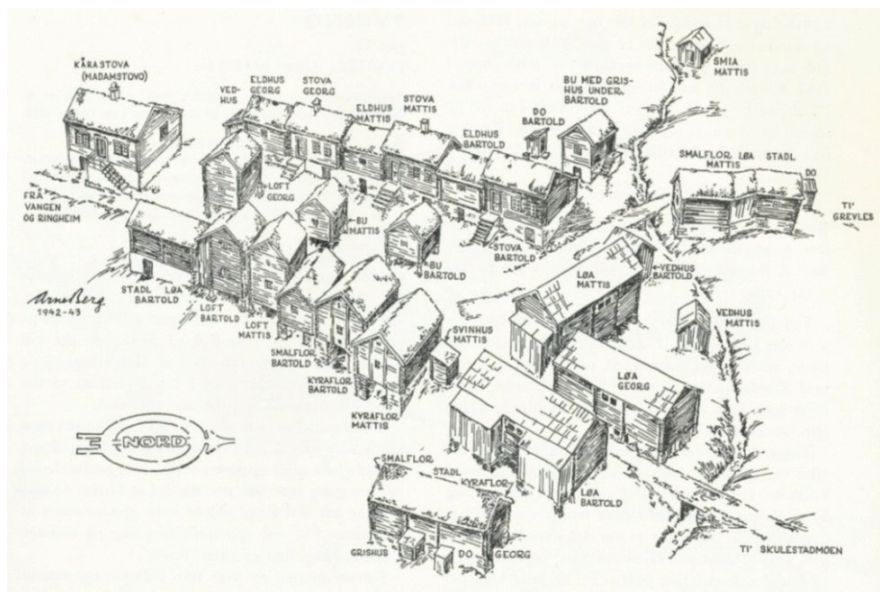 KÅRASTOVA
(MADAMSTOVO)
VED-
HUS
ELDHUS
GEORG
STOVA
GEORG
ELDHUS
MATTIS
STOVA
MATTIS
ELDHUS
BARTOLD
DO
BARTOLD
BU MED GRIS-
HUS UNDER.
BARTOLD
SMIA
MATTIS
SMALFLOR LØA STADL
MATTIS
DO
TI'
GREVLES
FRÅ
VANGEN
OG RINGHEIM
LOFT
GEORG
BU
MATTIS
BU
BARTOLD
STOVA
BARTOLD
LØA
MATTIS
VEDHUS
BARTOLD
STADL LØA
BARTOLD
Arne Berg
1942-43
LOFT
BARTOLD
LOFT
MATTIS
SMALFLOR
BARTOLD
KYRAFLOR
BARTOLD
KYRAFLOR
MATTIS
SVINHUS
MATTIS
VEDHUS
MATTIS
LØA
GEORG
NORD
SMALFLOR
STADL
KYRAFLOR
LØA
BARTOLD
GRISHUS
DO
GEORG
TI' SKULESTADMOEN